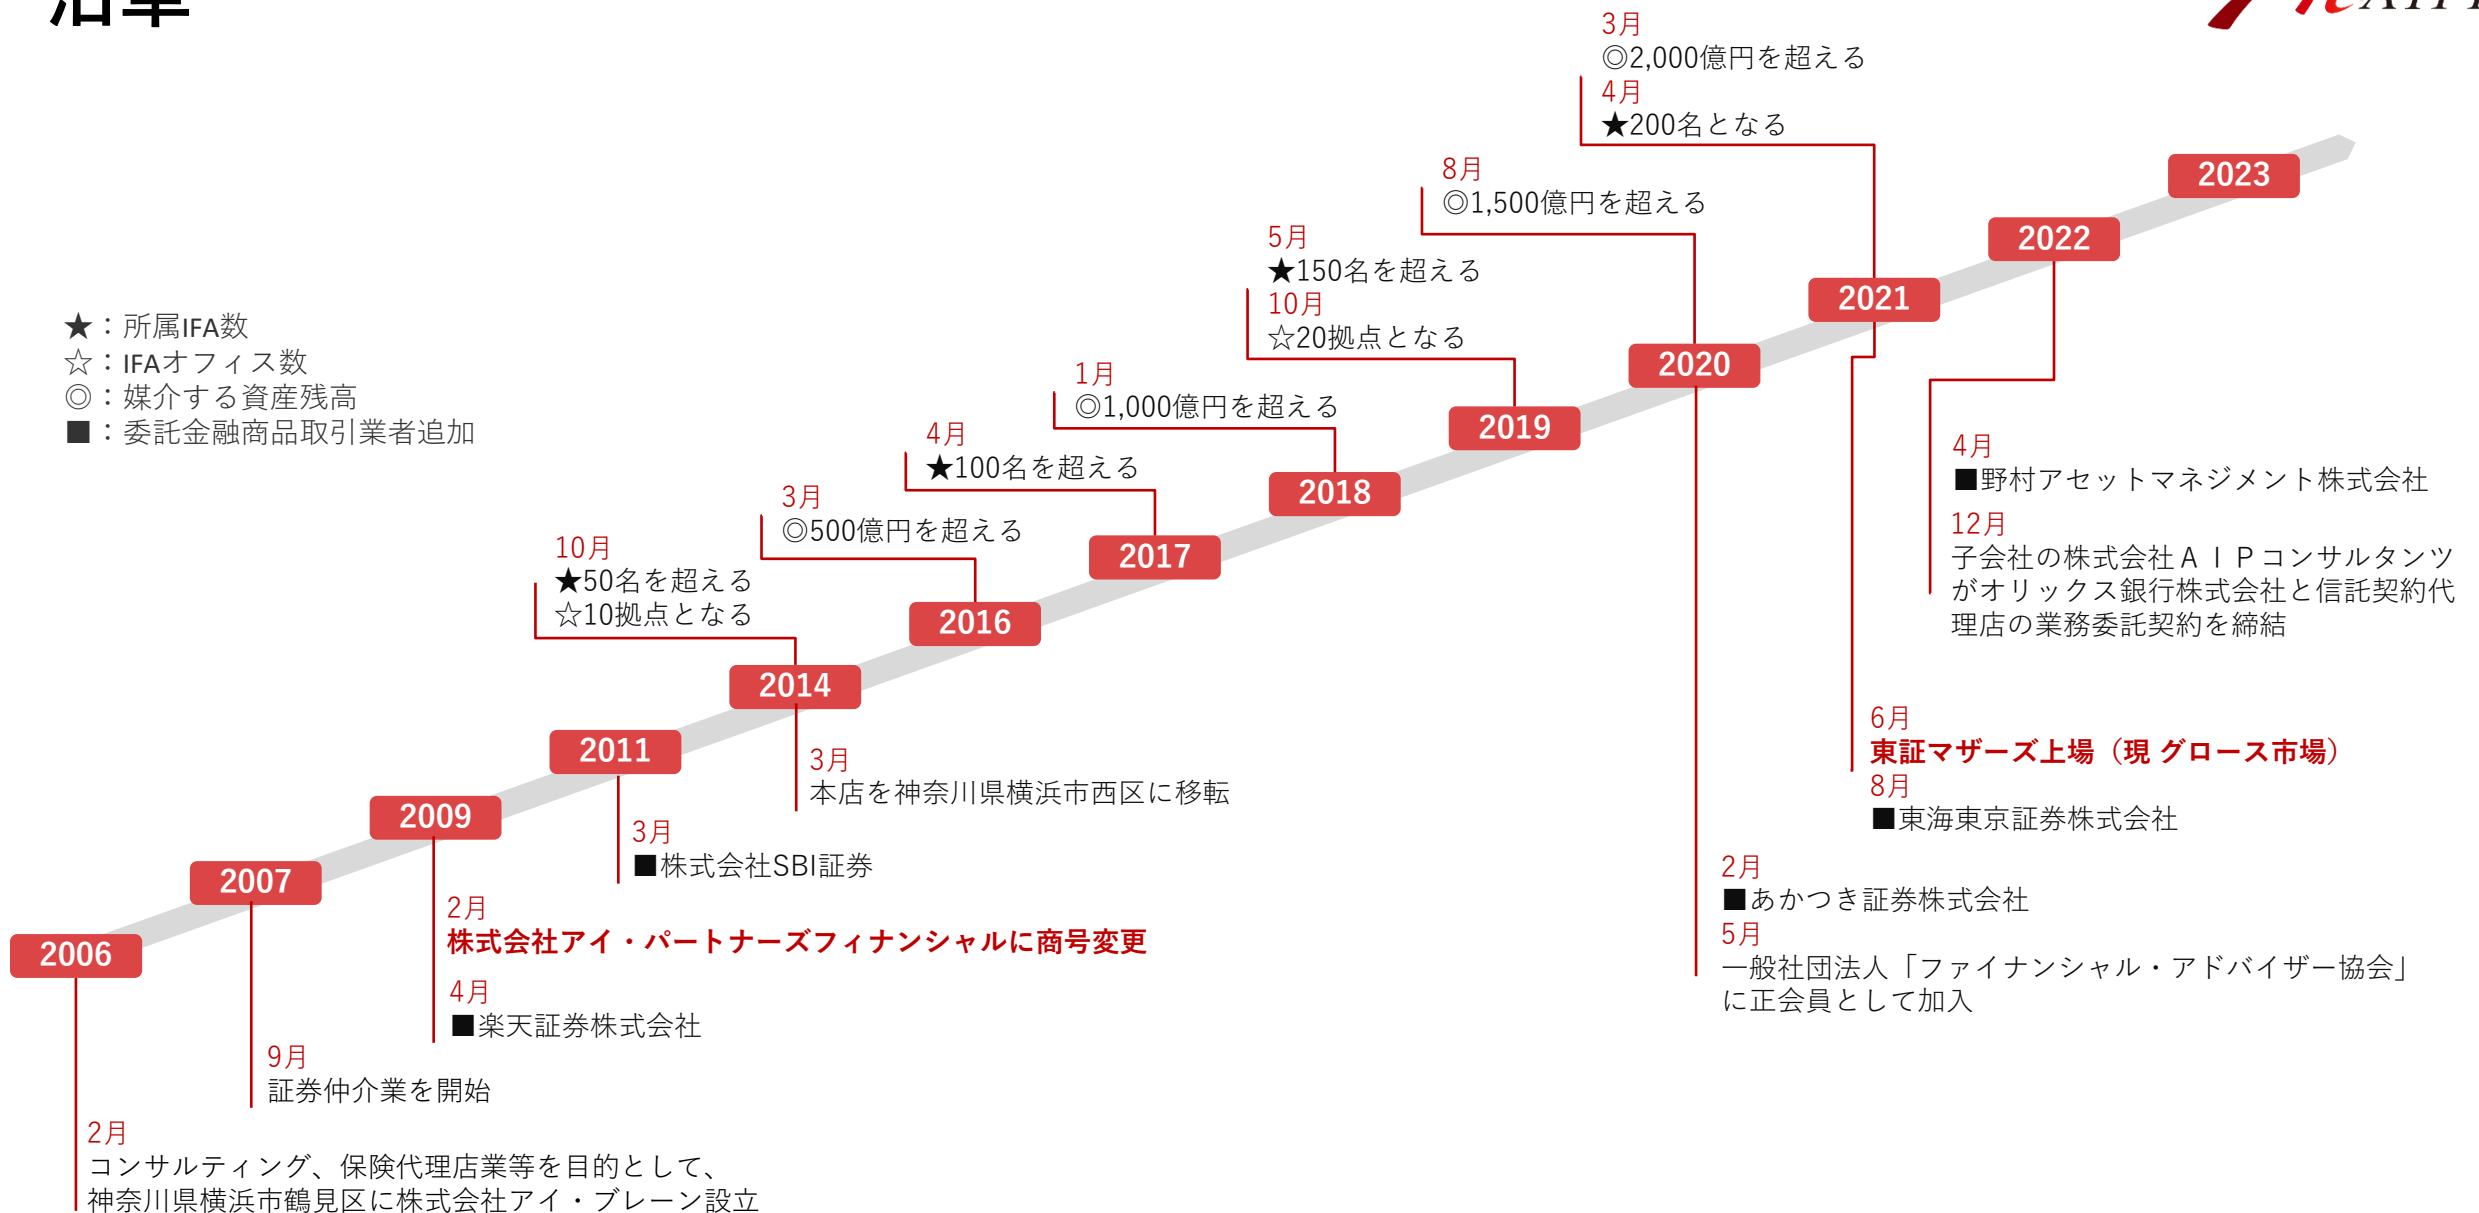 沿革
3月
◎2,000億円を超える
4月
★200名となる
8月
◎1,500億円を超える
5月
★150名を超える
10月
☆20拠点となる
1月
◎1,000億円を超える
4月
★100名を超える
3月
◎500億円を超える
10月
★50名を超える
☆10拠点となる
★：所属IFA数
☆：IFAオフィス数
◎：媒介する資産残高
■：委託金融商品取引業者追加
2023
2022
2021
2020
2019
2018
2017
2016
2014
2011
2009
2007
2006
4月
■野村アセットマネジメント株式会社
12月
子会社の株式会社ＡＩＰコンサルタンツ
がオリックス銀行株式会社と信託契約代
理店の業務委託契約を締結
6月
東証マザーズ上場（現 グロース市場）
8月
■東海東京証券株式会社
2月
■あかつき証券株式会社
5月
一般社団法人「ファイナンシャル・アドバイザー協会」
に正会員として加入
3月
本店を神奈川県横浜市西区に移転
3月
■株式会社SBI証券
2月
株式会社アイ・パートナーズフィナンシャルに商号変更
4月
■楽天証券株式会社
9月
証券仲介業を開始
2月
コンサルティング、保険代理店業等を目的として、
神奈川県横浜市鶴見区に株式会社アイ・ブレーン設立